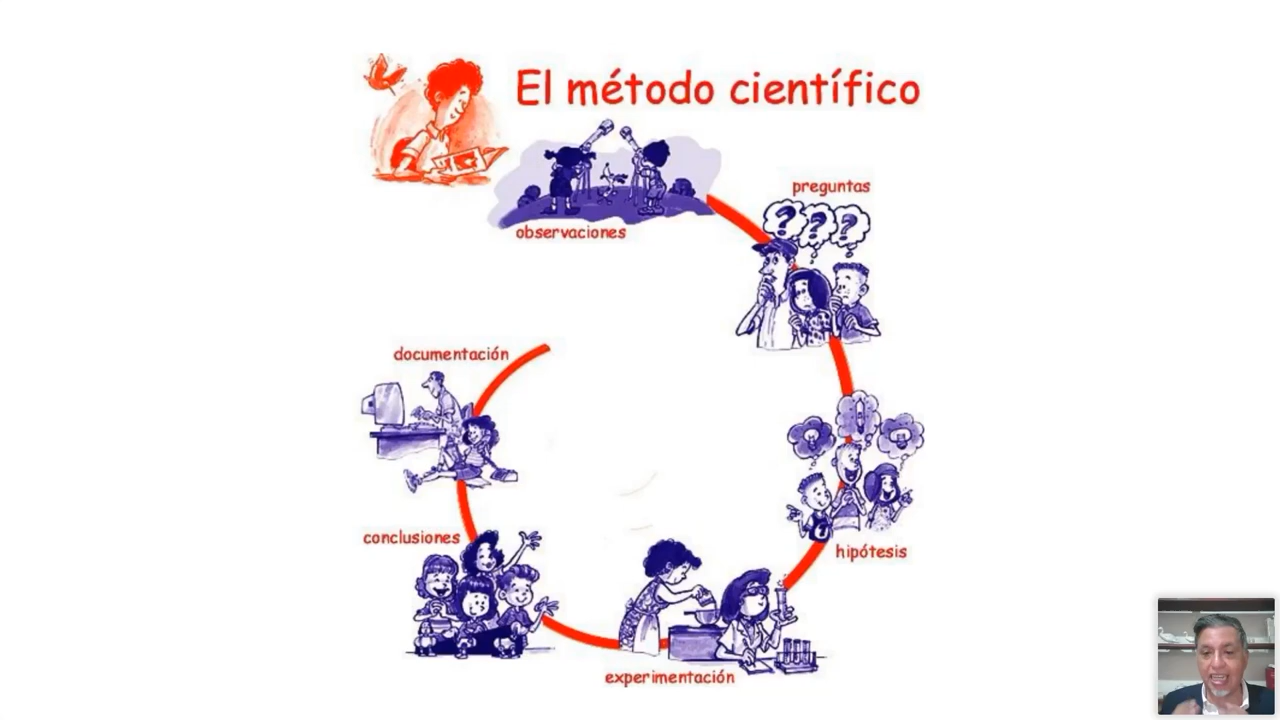 El método científico
observaciones
preguntas
? ? ?
hipótesis
experimentación
conclusiones
documentación